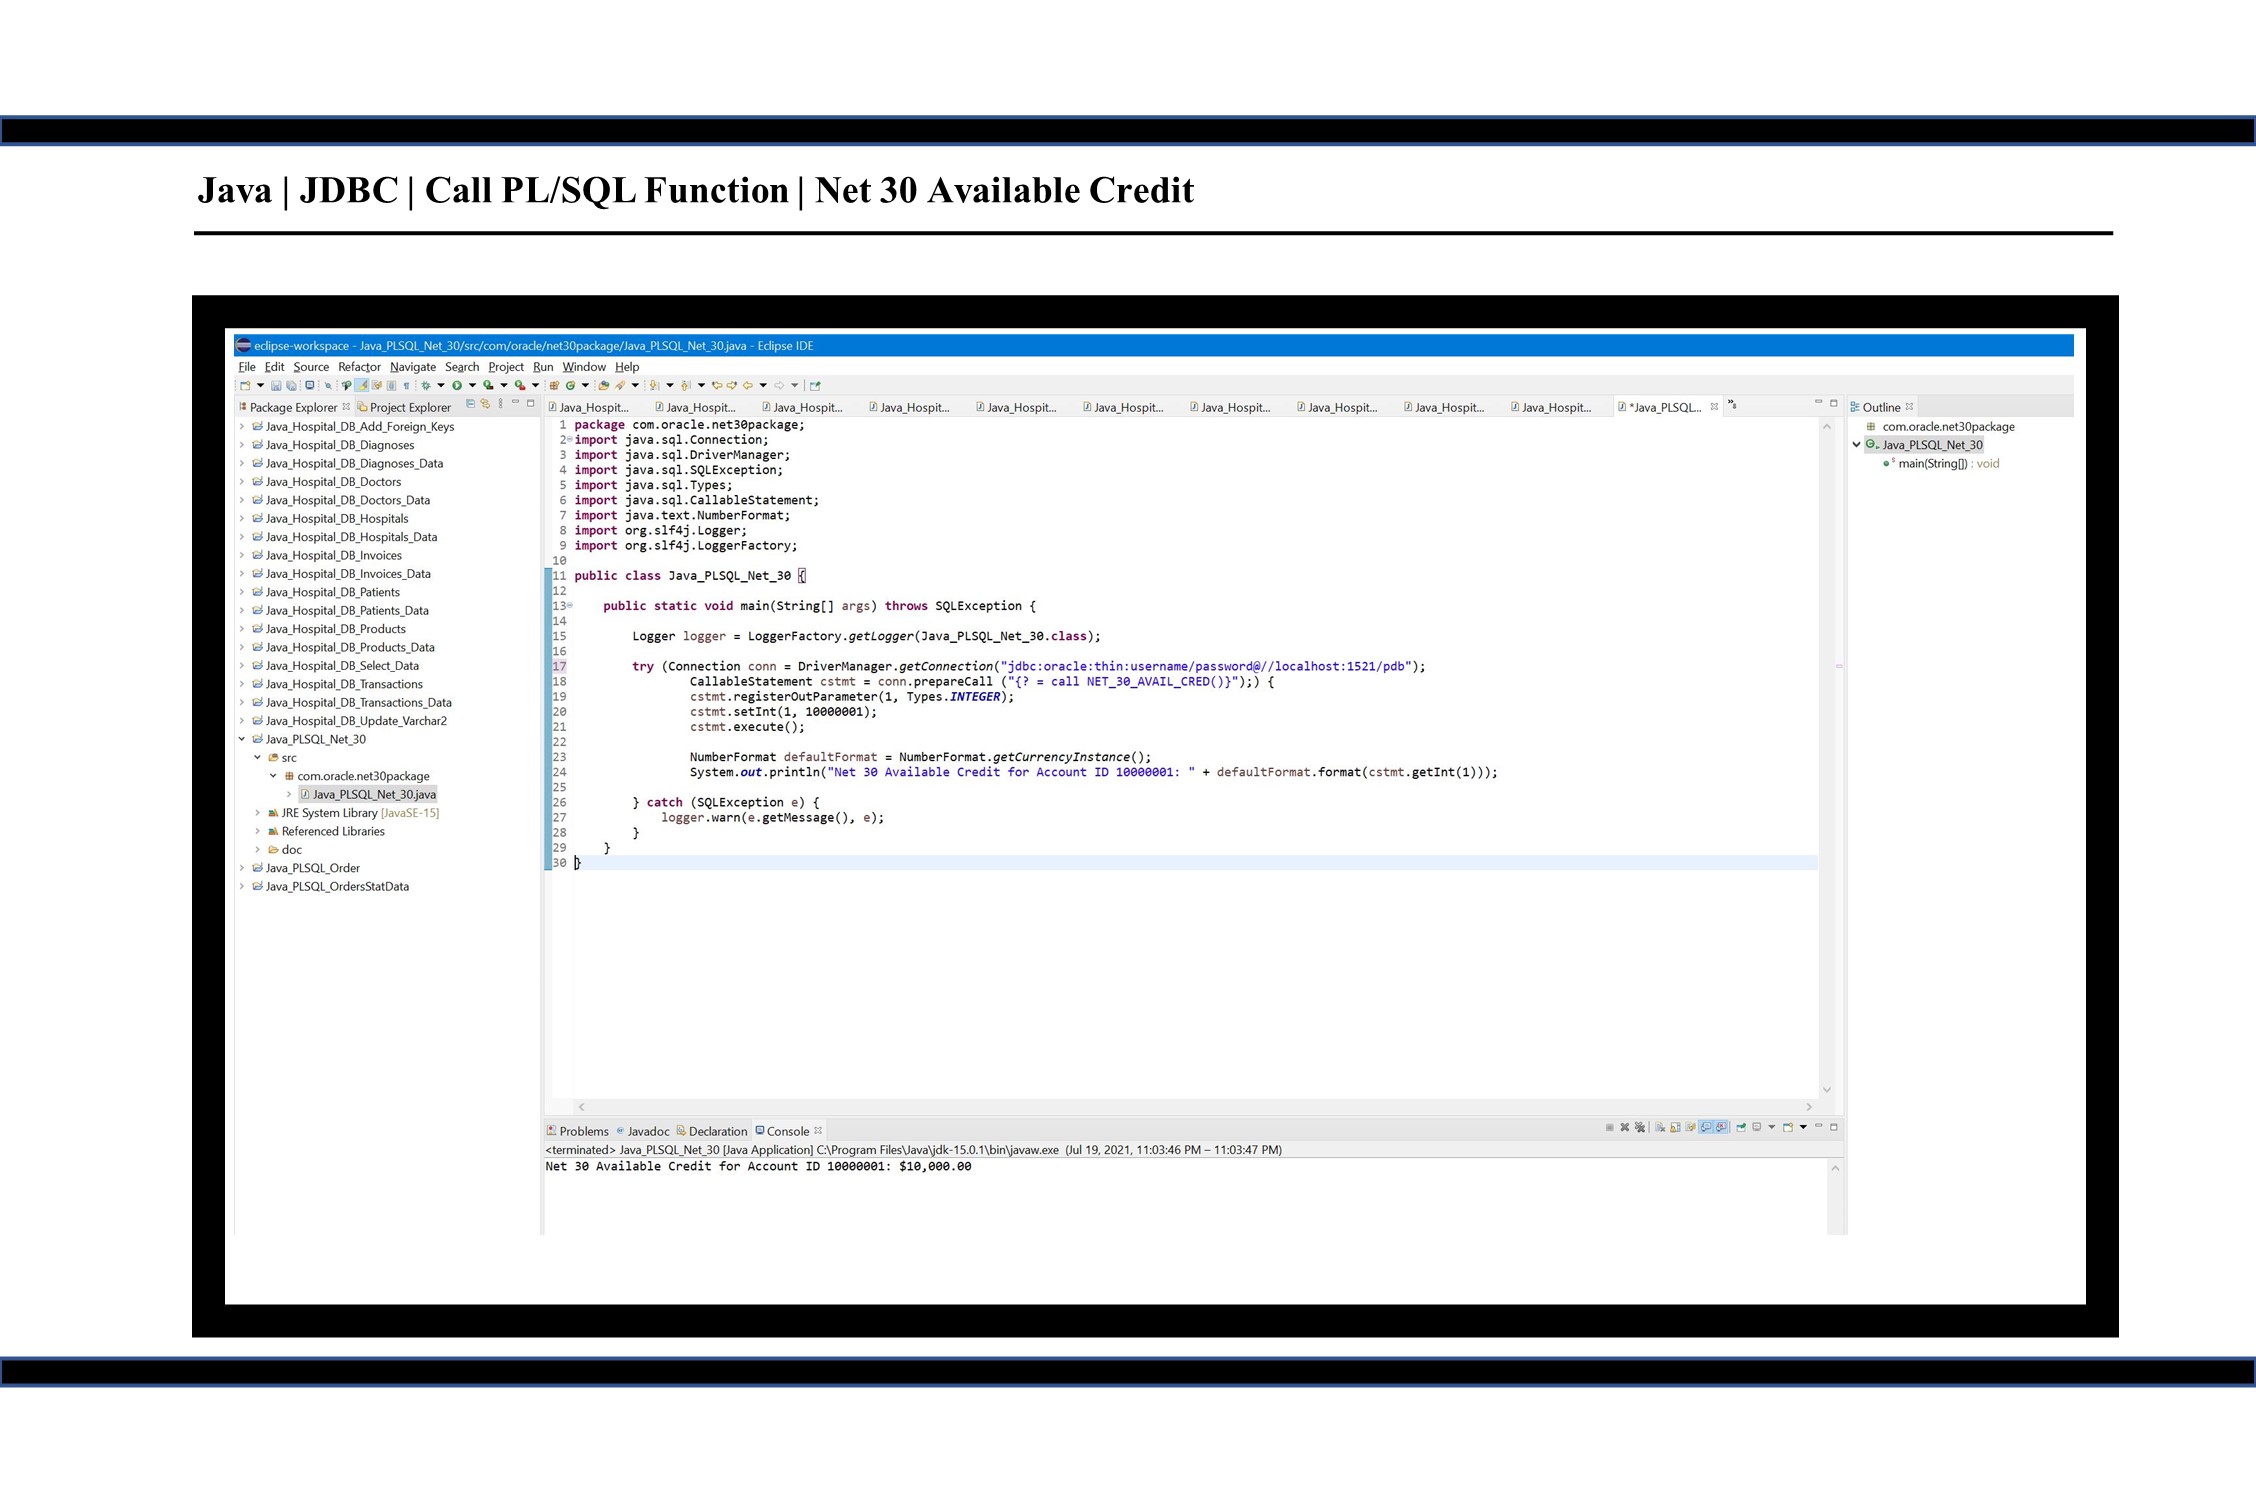 Java | JDBC | Call PL/SQL Function | Net 30 Available Credit
eclipse-workspace - Java_PLSQL_Net_30/src/com/oracle/net30package/Java_PLSQL_Net_30.java - Eclipse IDE
File Edit Source Refactor Navigate Search Project Run Window Help
Package Explorer Project Explorer
Java_Hospital_DB_Add_Foreign_Keys
Java_Hospital_DB_Diagnoses
Java_Hospital_DB_Diagnoses_Data
Java_Hospital_DB_Doctors
Java_Hospital_DB_Doctors_Data
Java_Hospital_DB_Hospitals
Java_Hospital_DB_Hospitals_Data
Java_Hospital_DB_Invoices
Java_Hospital_DB_Invoices_Data
Java_Hospital_DB_Patients
Java_Hospital_DB_Patients_Data
Java_Hospital_DB_Products
Java_Hospital_DB_Products_Data
Java_Hospital_DB_Select_Data
Java_Hospital_DB_Transactions
Java_Hospital_DB_Transactions_Data
Java_Hospital_DB_Update_Varchar2
Java_PLSQL_Net_30
src
com.oracle.net30package
Java_PLSQL_Net_30.java
JRE System Library [JavaSE-15]
Referenced Libraries
doc
Java_PLSQL_Order
Java_PLSQL_OrdersStatData
Java_Hospit... Java_Hospit... Java_Hospit... Java_Hospit... Java_Hospit... Java_Hospit... Java_Hospit... Java_Hospit... Java_Hospit... Java_Hospit... *Java_PLSQL... »8
1 package com.oracle.net30package;
2 import java.sql.Connection;
3 import java.sql.DriverManager;
4 import java.sql.SQLException;
5 import java.sql.Types;
6 import java.sql.CallableStatement;
7 import java.text.NumberFormat;
8 import org.slf4j.Logger;
9 import org.slf4j.LoggerFactory;
10
11 public class Java_PLSQL_Net_30 {
12
13 public static void main(String[] args) throws SQLException {
14
15 Logger logger = LoggerFactory.getLogger(Java_PLSQL_Net_30.class);
16
17 try (Connection conn = DriverManager.getConnection("jdbc:oracle:thin:username/password@//localhost:1521/pdb");
18 CallableStatement cstmt = conn.prepareCall ("{? = call NET_30_AVAIL_CRED()}");) {
19 cstmt.registerOutParameter(1, Types.INTEGER);
20 cstmt.setInt(1, 10000001);
21 cstmt.execute();
22
23 NumberFormat defaultFormat = NumberFormat.getCurrencyInstance();
24 System.out.println("Net 30 Available Credit for Account ID 10000001: " + defaultFormat.format(cstmt.getInt(1)));
25
26 } catch (SQLException e) {
27 logger.warn(e.getMessage(), e);
28 }
29 }
30 }
Outline
com.oracle.net30package
Java_PLSQL_Net_30
main(String[]) : void
Problems Javadoc Declaration Console
<terminated> Java_PLSQL_Net_30 [Java Application] C:\Program Files\Java\jdk-15.0.1\bin\javaw.exe (Jul 19, 2021, 11:03:46 PM – 11:03:47 PM)
Net 30 Available Credit for Account ID 10000001: $10,000.00